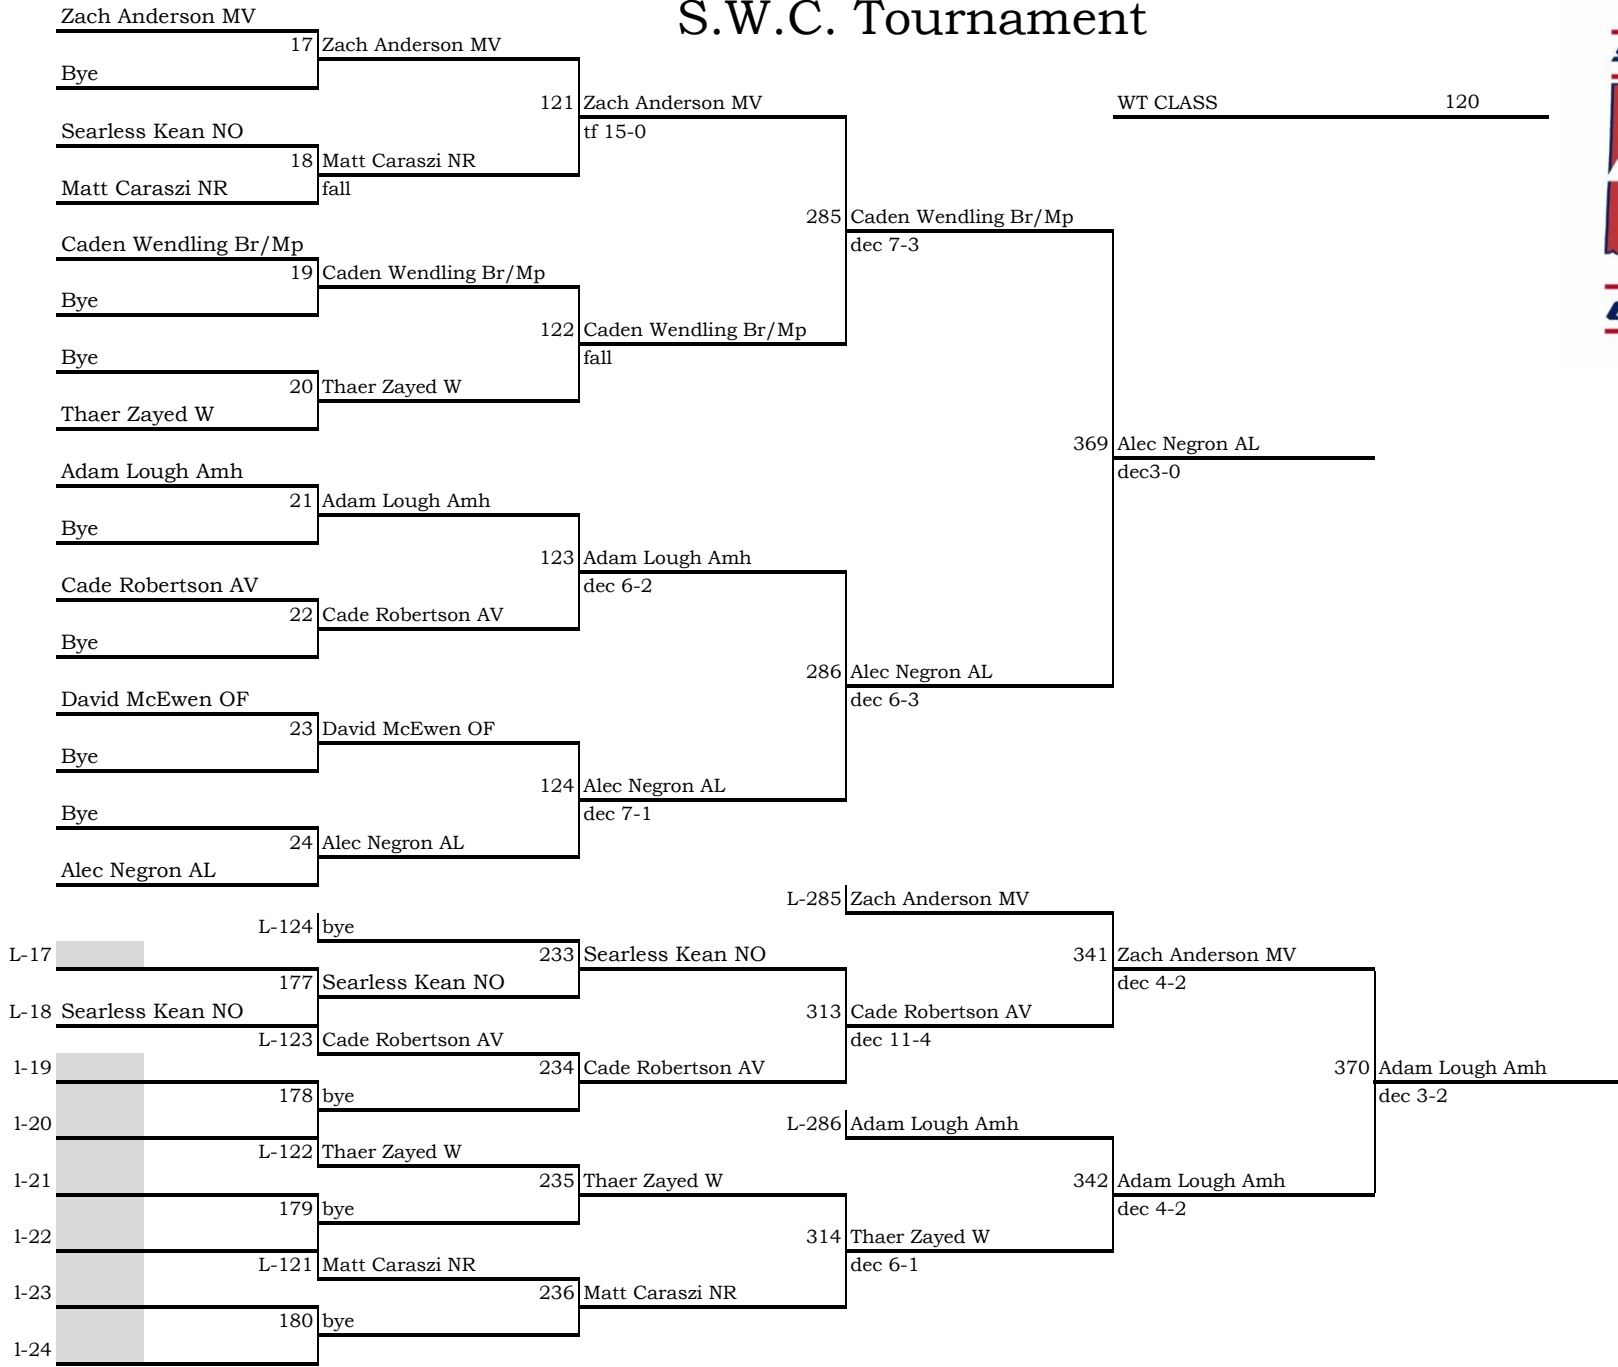 S.W.C. Tournament
Zach Anderson MV
17 Zach Anderson MV
Bye
121 Zach Anderson MV
WT CLASS 120
Searless Kean NO
tf 15-0
18 Matt Caraszi NR
Matt Caraszi NR
fall
285 Caden Wendling Br/Mp
Caden Wendling Br/Mp
dec 7-3
19 Caden Wendling Br/Mp
Bye
122 Caden Wendling Br/Mp
Bye
fall
20 Thaer Zayed W
Thaer Zayed W
369 Alec Negron AL
Adam Lough Amh
dec3-0
21 Adam Lough Amh
Bye
123 Adam Lough Amh
Cade Robertson AV
dec 6-2
22 Cade Robertson AV
Bye
286 Alec Negron AL
David McEwen OF
dec 6-3
23 David McEwen OF
Bye
124 Alec Negron AL
Bye
dec 7-1
24 Alec Negron AL
Alec Negron AL
L-285 Zach Anderson MV
L-124 bye
L-17
233 Searless Kean NO
341 Zach Anderson MV
177 Searless Kean NO
dec 4-2
L-18 Searless Kean NO
313 Cade Robertson AV
L-123 Cade Robertson AV
dec 11-4
l-19
234 Cade Robertson AV
370 Adam Lough Amh
178 bye
dec 3-2
l-20
L-286 Adam Lough Amh
L-122 Thaer Zayed W
l-21
235 Thaer Zayed W
342 Adam Lough Amh
179 bye
dec 4-2
l-22
314 Thaer Zayed W
L-121 Matt Caraszi NR
dec 6-1
l-23
236 Matt Caraszi NR
180 bye
l-24